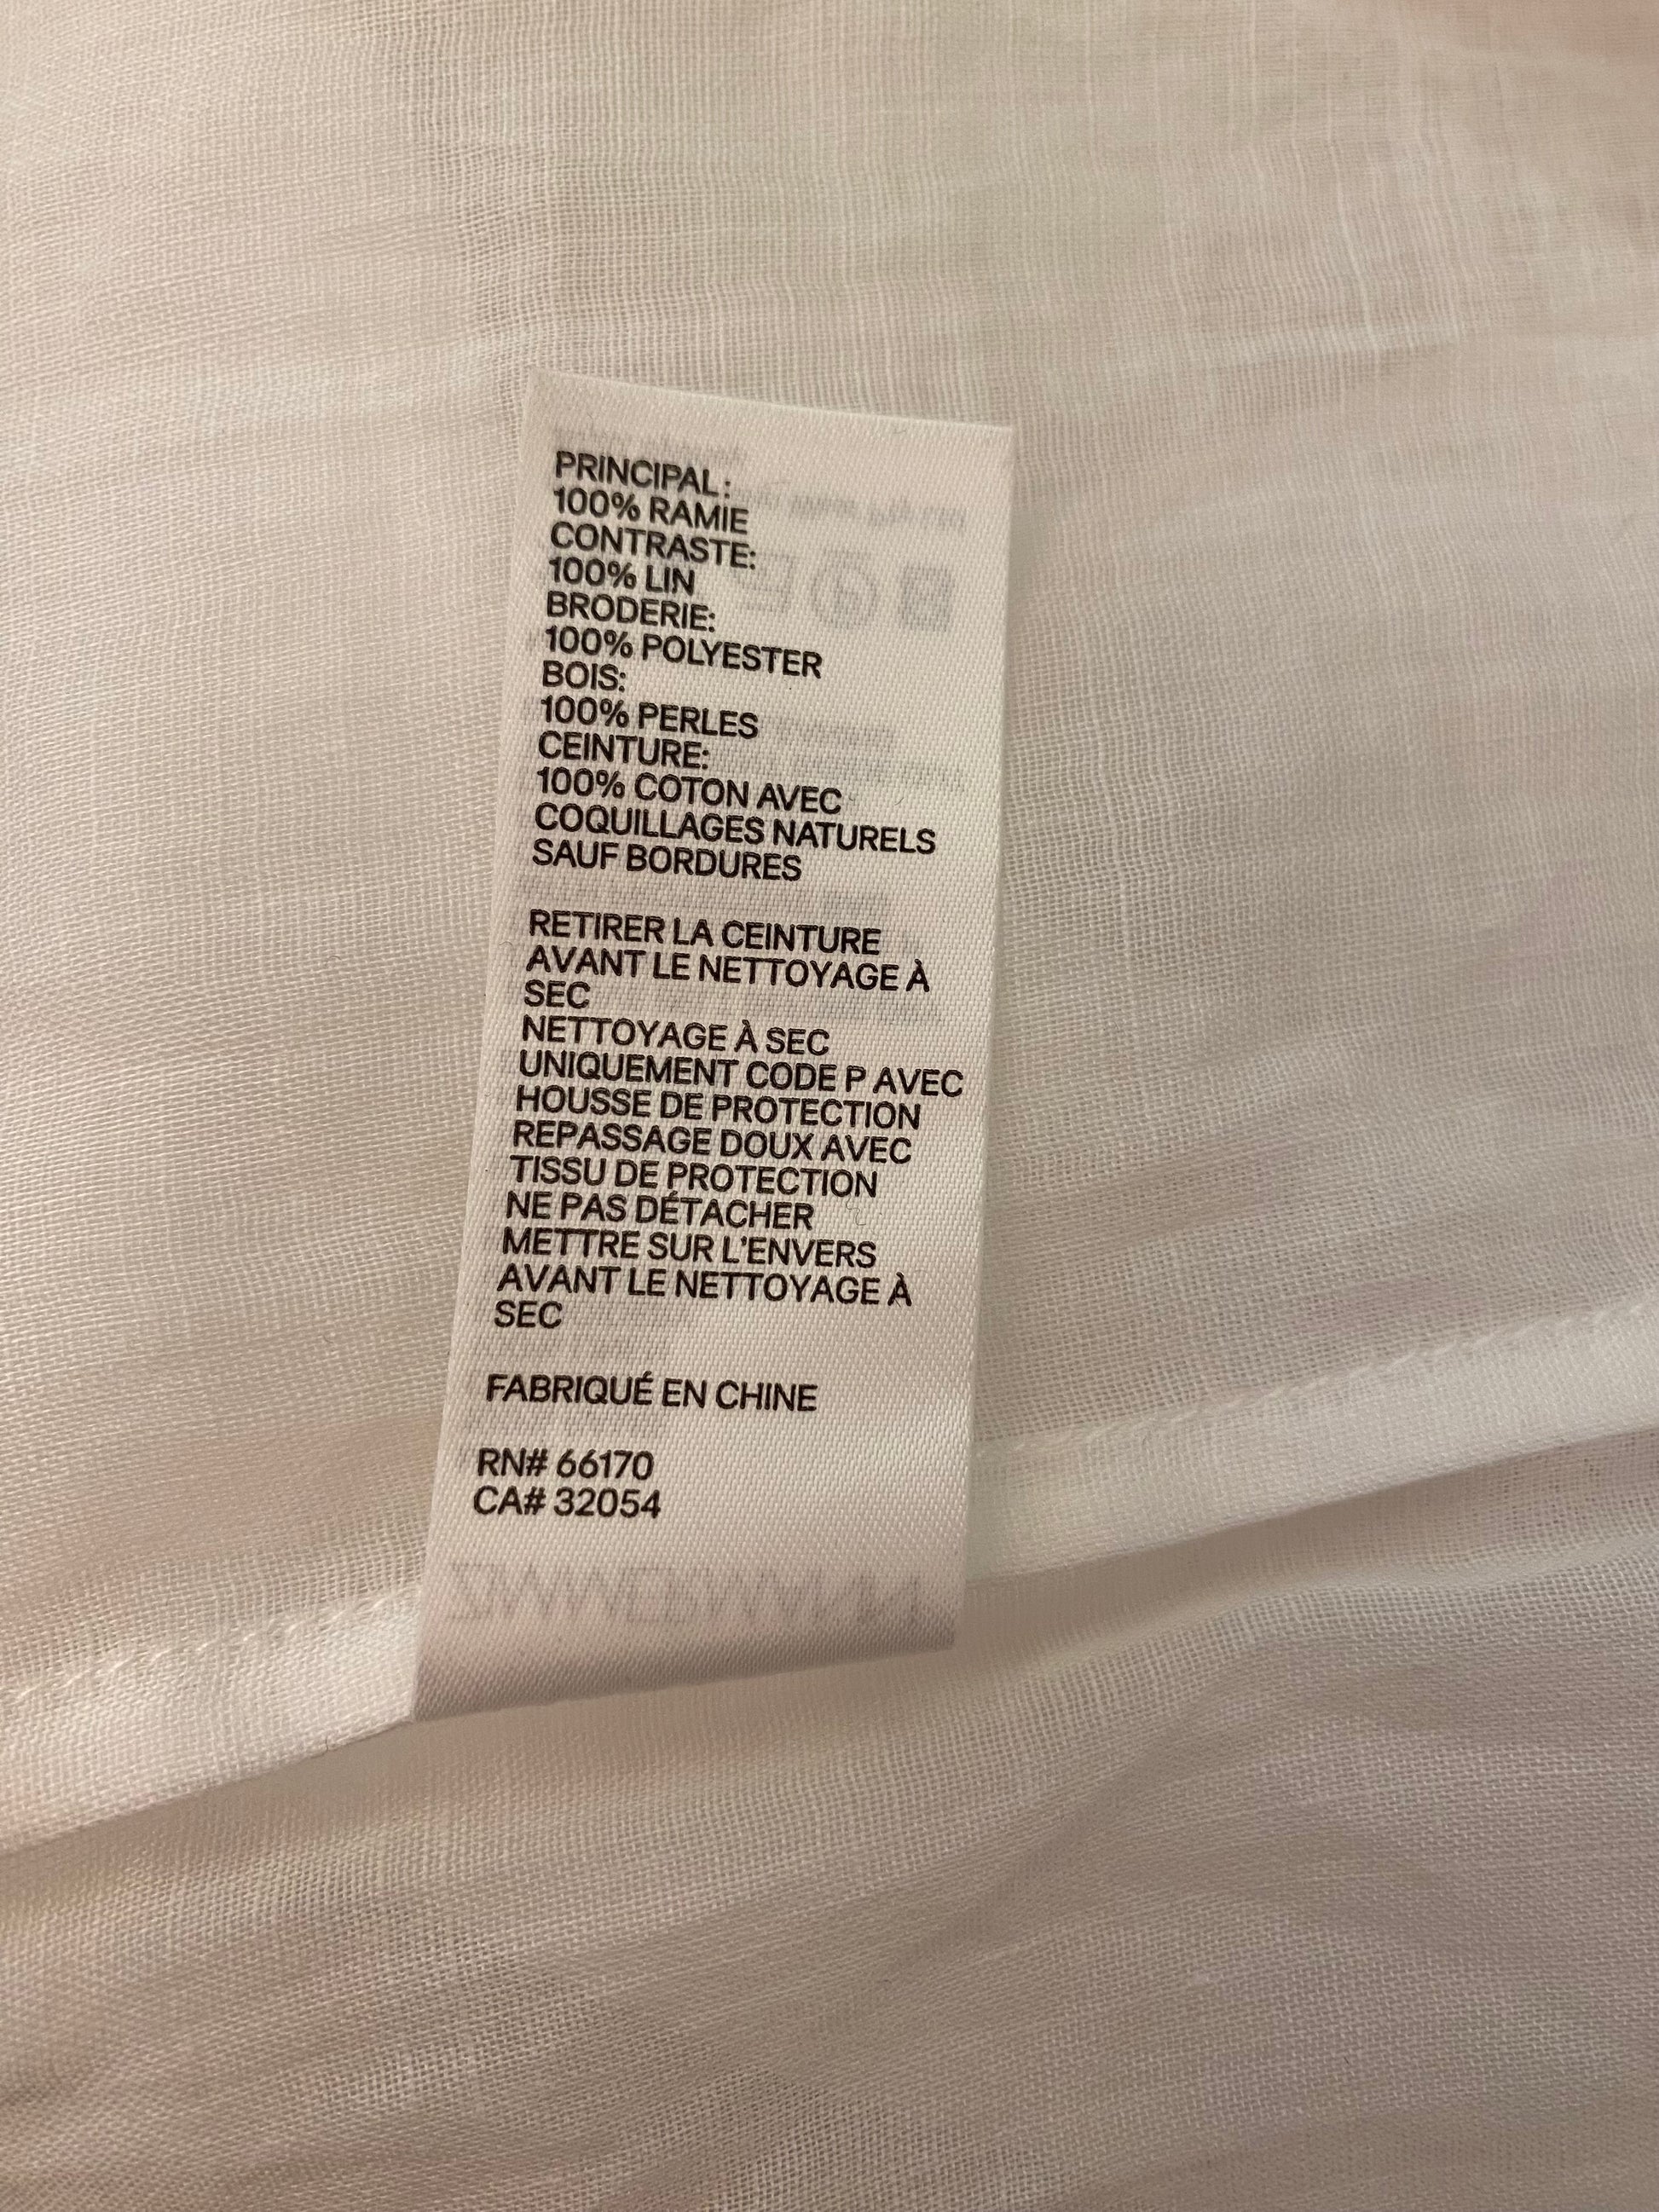 PRINCIPAL:
100% RAMIE
CONTRASTE:
100% LIN
BRODERIE:
100% POLYESTER
BOIS:
100% PERLES
CEINTURE:
100% COTON AVEC
COQUILLAGES NATURELS
SAUF BORDURES
RETIRER LA CEINTURE
AVANT LE NETTOYAGE À
SEC
NETTOYAGE À SEC
UNIQUEMENT CODE P AVEC
HOUSSE DE PROTECTION
REPASSAGE DOUX AVEC
TISSU DE PROTECTION
NE PAS DÉTACHER
METTRE SUR L'ENVERS
AVANT LE NETTOYAGE À
SEC
FABRIQUÉ EN CHINE
RN# 66170
CA# 32054